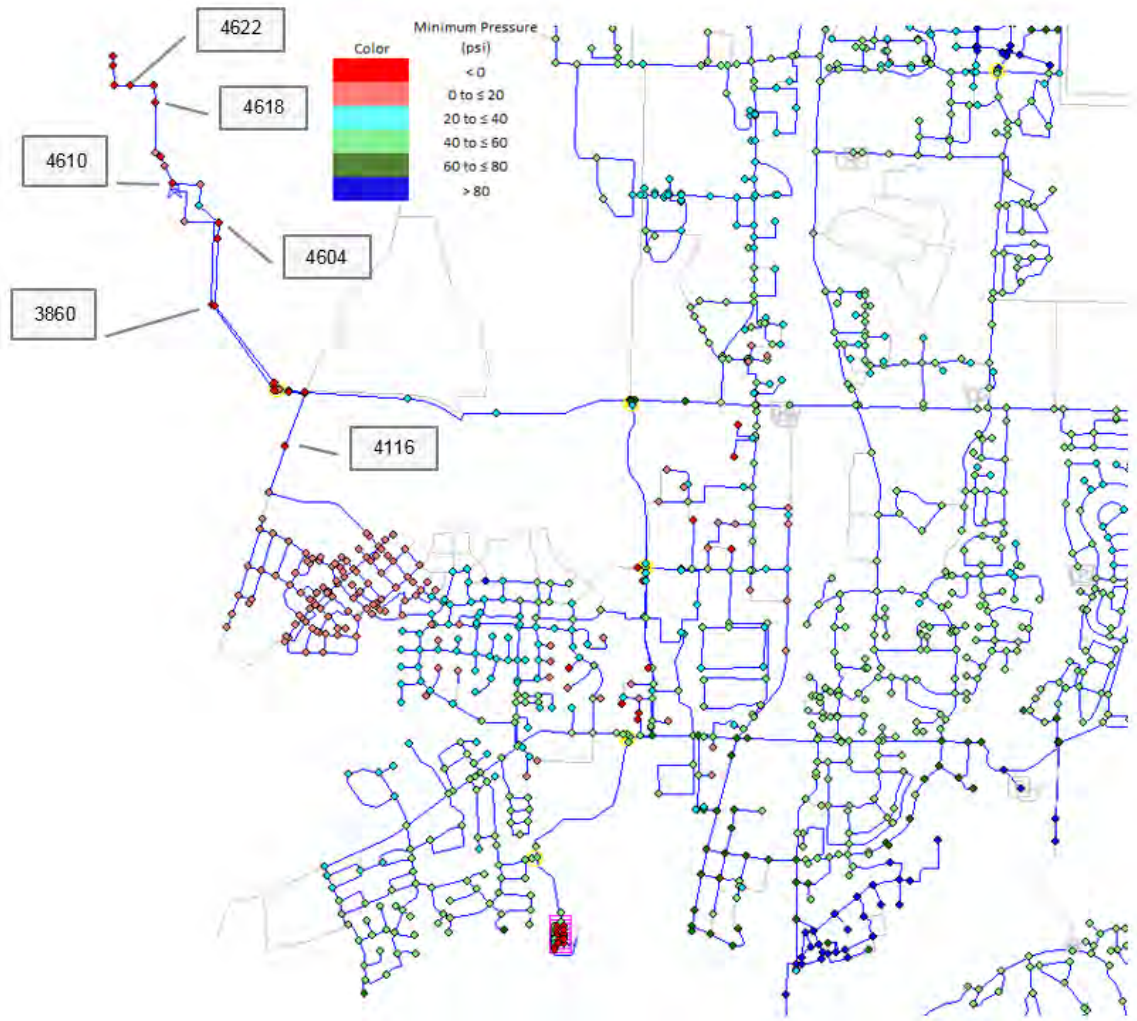 4622
4618
4610
4604
3860
4116
Color
Minimum Pressure
(psi)
< 0
0 to ≤ 20
20 to ≤ 40
40 to ≤ 60
60 to ≤ 80
> 80